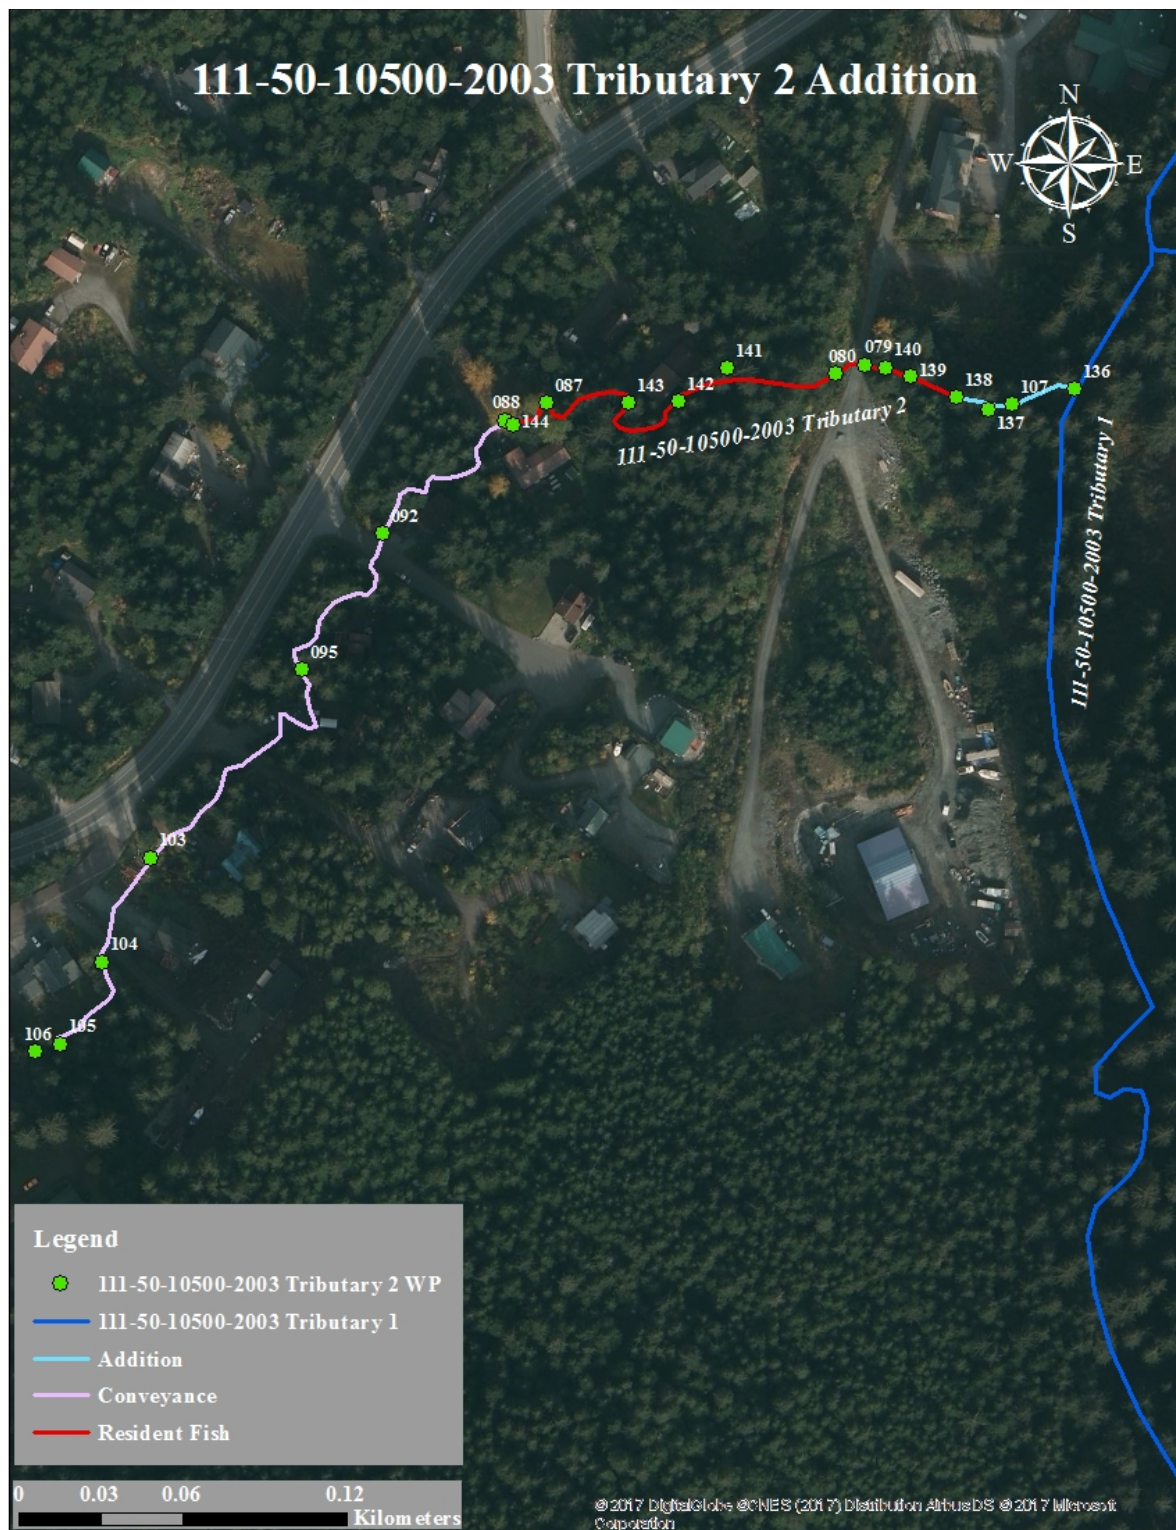 111-50-10500-2003 Tributary 2 Addition
N
W
E
S
141
080
079
140
139
138
107
136
137
087
143
142
088
144
111-50-10500-2003 Tributary 2
111-50-10500-2003 Tributary 1
092
095
103
104
105
106
Legend
111-50-10500-2003 Tributary 2 WP
111-50-10500-2003 Tributary 1
Addition
Conveyance
Resident Fish
0 0.03 0.06 0.12
Kilometers
© 2017 DigitalGlobe ©CNES (2017) Distribution Airbus DS © 2017 Microsoft
Corporation